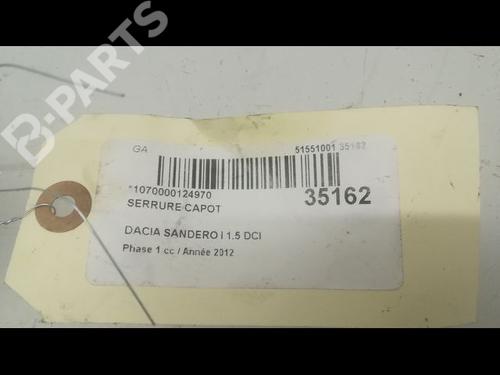 B-PARTS
GA
51551001 35162
*1070000124970
SERRURE CAPOT
35162
DACIA SANDERO I 1.5 DCI
Phase 1 cc / Année 2012